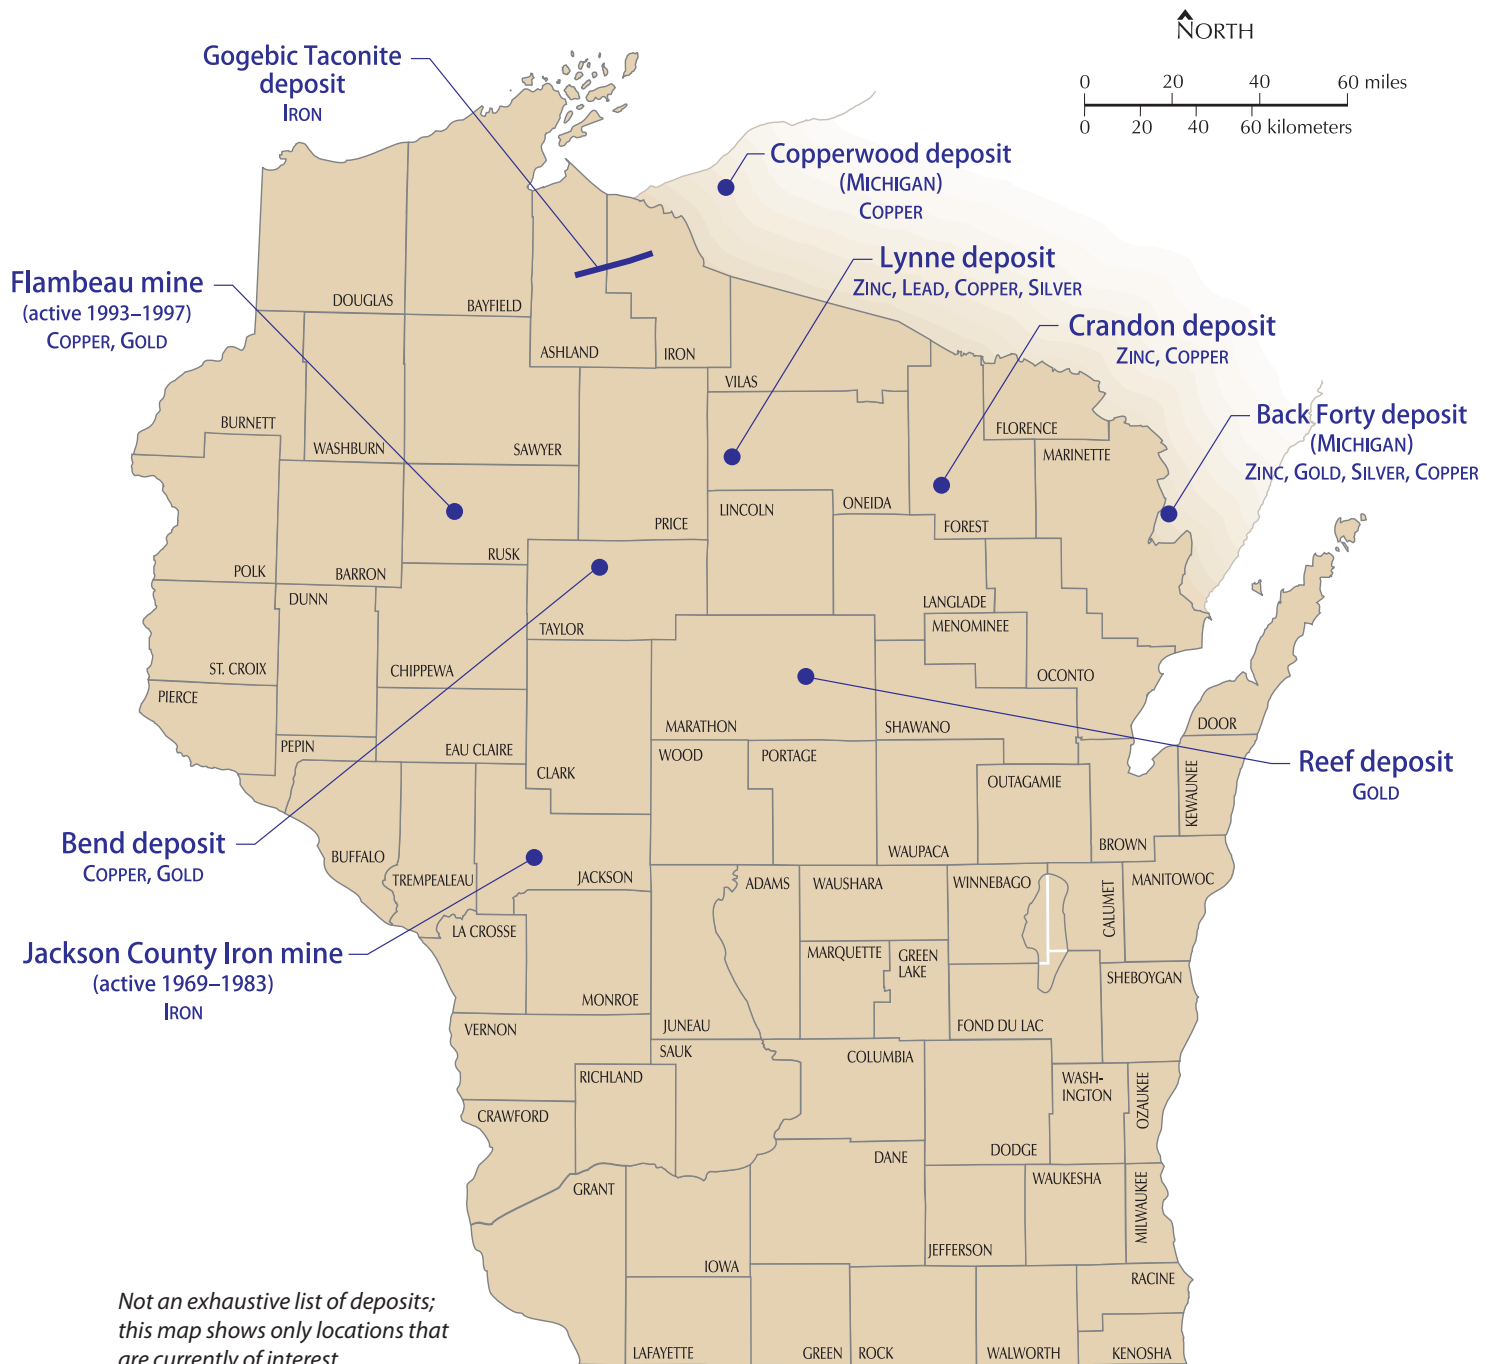 NORTH
0 20 40 60 miles
0 20 40 60 kilometers
Gogebic Taconite
deposit
IRON
Copperwood deposit
(MICHIGAN)
COPPER
Lynne deposit
ZINC, LEAD, COPPER, SILVER
Flambeau mine
(active 1993–1997)
COPPER, GOLD
Crandon deposit
ZINC, COPPER
Back Forty deposit
(MICHIGAN)
ZINC, GOLD, SILVER, COPPER
Reef deposit
GOLD
Bend deposit
COPPER, GOLD
Jackson County Iron mine
(active 1969–1983)
IRON
DOUGLAS
BAYFIELD
ASHLAND
IRON
VILAS
BURNETT
WASHBURN
SAWYER
FLORENCE
MARINETTE
PRICE
LINCOLN
ONEIDA
FOREST
RUSK
POLK
BARRON
DUNN
TAYLOR
LANGLADE
MENOMINEE
ST. CROIX
CHIPPEWA
OCONTO
PIERCE
MARATHON
SHAWANO
DOOR
PEPIN
EAU CLAIRE
CLARK
WOOD
PORTAGE
OUTAGAMIE
KEWAUNEE
BUFFALO
TREMPEALEAU
JACKSON
WAUPACA
BROWN
ADAMS
WAUSHARA
WINNEBAGO
CALUMET
MANITOWOC
LA CROSSE
MARQUETTE
GREEN
LAKE
MONROE
SHEBOYGAN
VERNON
JUNEAU
FOND DU LAC
SAUK
COLUMBIA
RICHLAND
WASH-
INGTON
OZAUKEE
CRAWFORD
DANE
DODGE
GRANT
WAUKESHA
MILWAUKEE
IOWA
JEFFERSON
RACINE
LAFAYETTE
GREEN
ROCK
WALWORTH
KENOSHA
Not an exhaustive list of deposits;
this map shows only locations that
are currently of interest